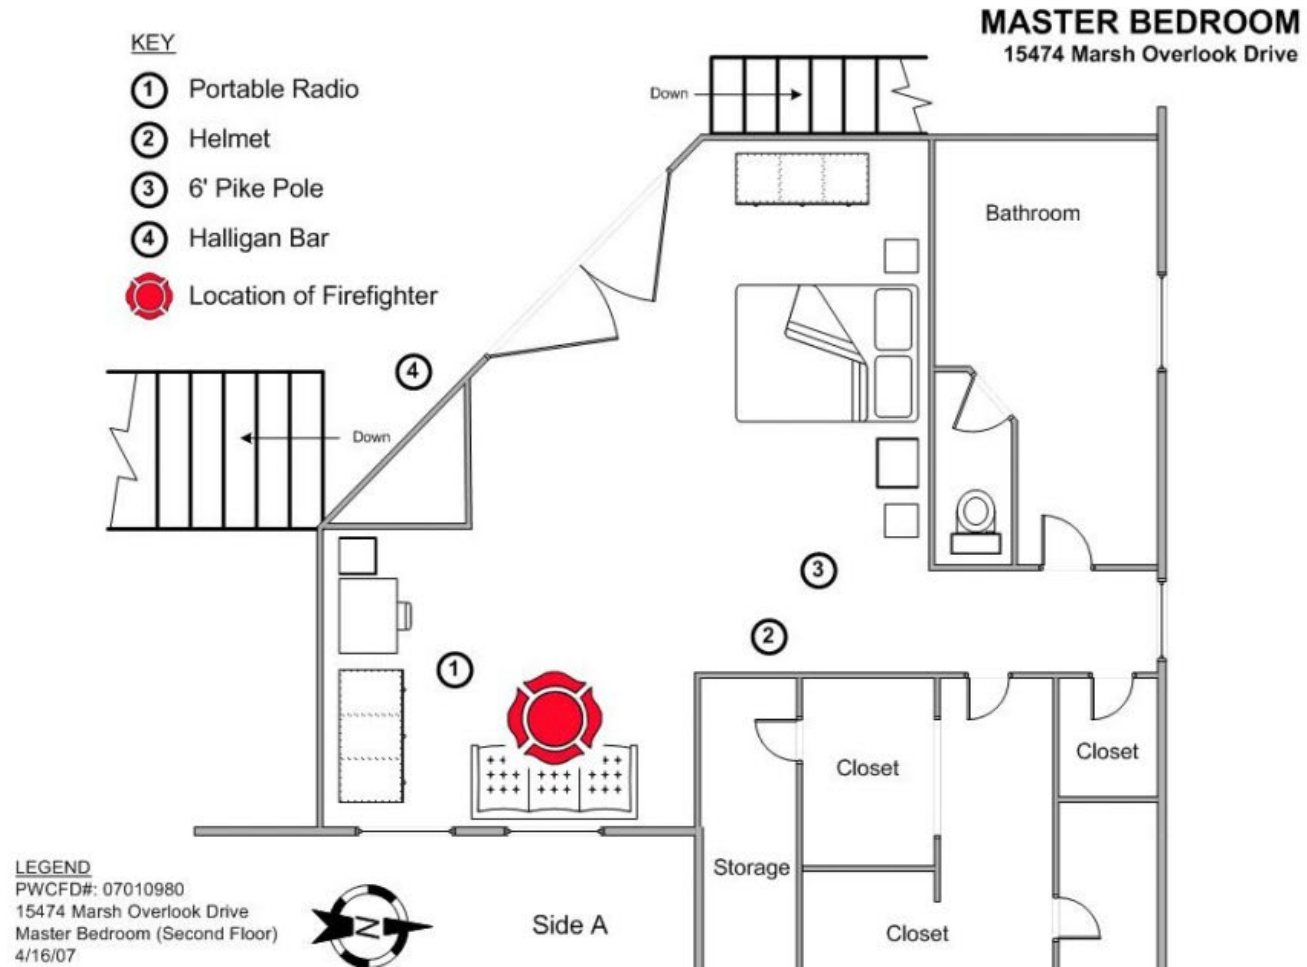 MASTER BEDROOM
15474 Marsh Overlook Drive
KEY
1 Portable Radio
2 Helmet
3 6' Pike Pole
4 Halligan Bar
Location of Firefighter
Down
Bathroom
4
Down
3
2
1
Closet
Closet
Storage
Closet
Side A
N
LEGEND
PWCFD#: 07010980
15474 Marsh Overlook Drive
Master Bedroom (Second Floor)
4/16/07